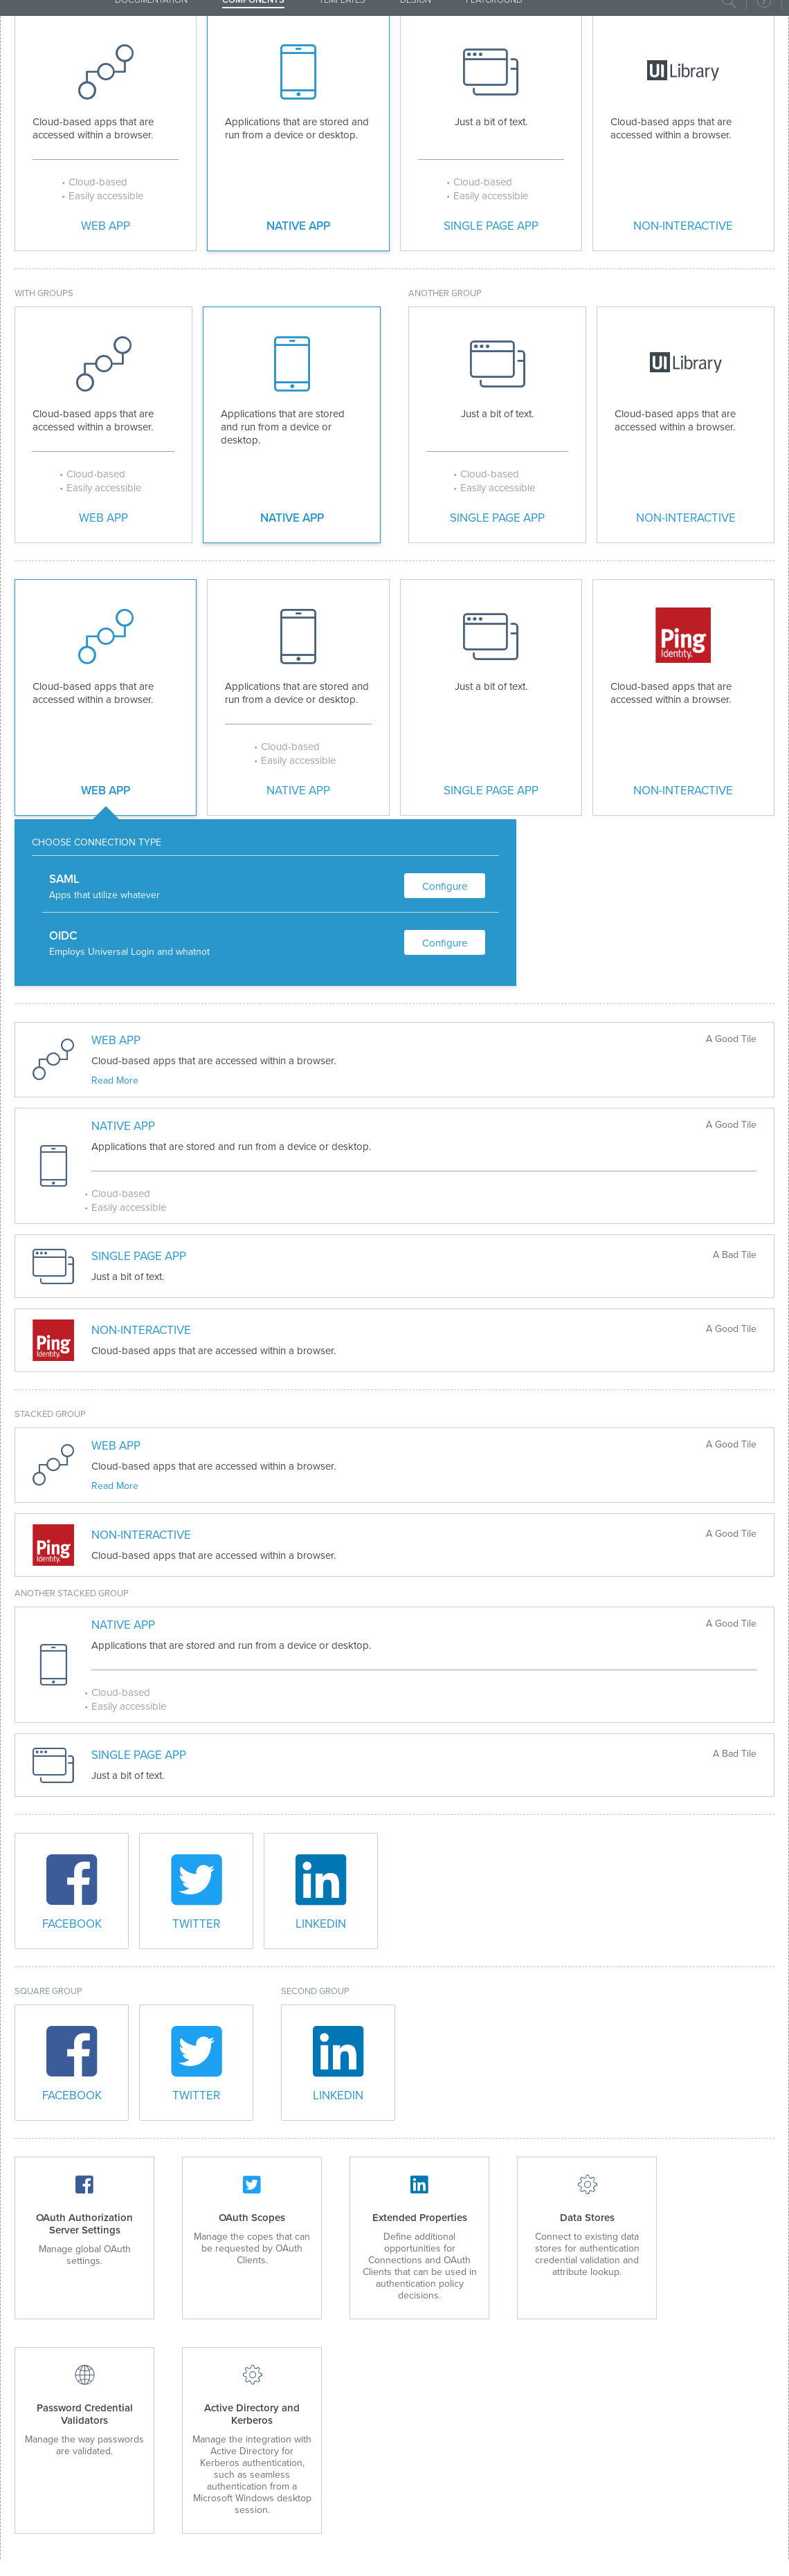 DOCUMENTATION COMPONENTS TEMPLATES DESIGN PLAYGROUND
UI Library
Cloud-based apps that are
accessed within a browser.
• Cloud-based
• Easily accessible
WEB APP
Applications that are stored and
run from a device or desktop.
NATIVE APP
Just a bit of text.
• Cloud-based
• Easily accessible
SINGLE PAGE APP
Cloud-based apps that are
accessed within a browser.
NON-INTERACTIVE
WITH GROUPS
Cloud-based apps that are
accessed within a browser.
• Cloud-based
• Easily accessible
WEB APP
Applications that are stored
and run from a device or
desktop.
NATIVE APP
ANOTHER GROUP
Just a bit of text.
• Cloud-based
• Easily accessible
SINGLE PAGE APP
UI Library
Cloud-based apps that are
accessed within a browser.
NON-INTERACTIVE
Cloud-based apps that are
accessed within a browser.
WEB APP
Applications that are stored and
run from a device or desktop.
• Cloud-based
• Easily accessible
NATIVE APP
Just a bit of text.
SINGLE PAGE APP
Ping
Identity.
Cloud-based apps that are
accessed within a browser.
NON-INTERACTIVE
CHOOSE CONNECTION TYPE
SAML
Apps that utilize whatever
Configure
OIDC
Employs Universal Login and whatnot
Configure
WEB APP
A Good Tile
Cloud-based apps that are accessed within a browser.
Read More
NATIVE APP
A Good Tile
Applications that are stored and run from a device or desktop.
• Cloud-based
• Easily accessible
SINGLE PAGE APP
A Bad Tile
Just a bit of text.
Ping
Identity.
NON-INTERACTIVE
A Good Tile
Cloud-based apps that are accessed within a browser.
STACKED GROUP
WEB APP
A Good Tile
Cloud-based apps that are accessed within a browser.
Read More
Ping
Identity.
NON-INTERACTIVE
A Good Tile
Cloud-based apps that are accessed within a browser.
ANOTHER STACKED GROUP
NATIVE APP
A Good Tile
Applications that are stored and run from a device or desktop.
• Cloud-based
• Easily accessible
SINGLE PAGE APP
A Bad Tile
Just a bit of text.
FACEBOOK
TWITTER
in
LINKEDIN
SQUARE GROUP
FACEBOOK
TWITTER
SECOND GROUP
in
LINKEDIN
OAuth Authorization
Server Settings
Manage global OAuth
settings.
OAuth Scopes
Manage the copes that can
be requested by OAuth
Clients.
in
Extended Properties
Define additional
opportunities for
Connections and OAuth
Clients that can be used in
authentication policy
decisions.
Data Stores
Connect to existing data
stores for authentication
credential validation and
attribute lookup.
Password Credential
Validators
Manage the way passwords
are validated.
Active Directory and
Kerberos
Manage the integration with
Active Directory for
Kerberos authentication,
such as seamless
authentication from a
Microsoft Windows desktop
session.